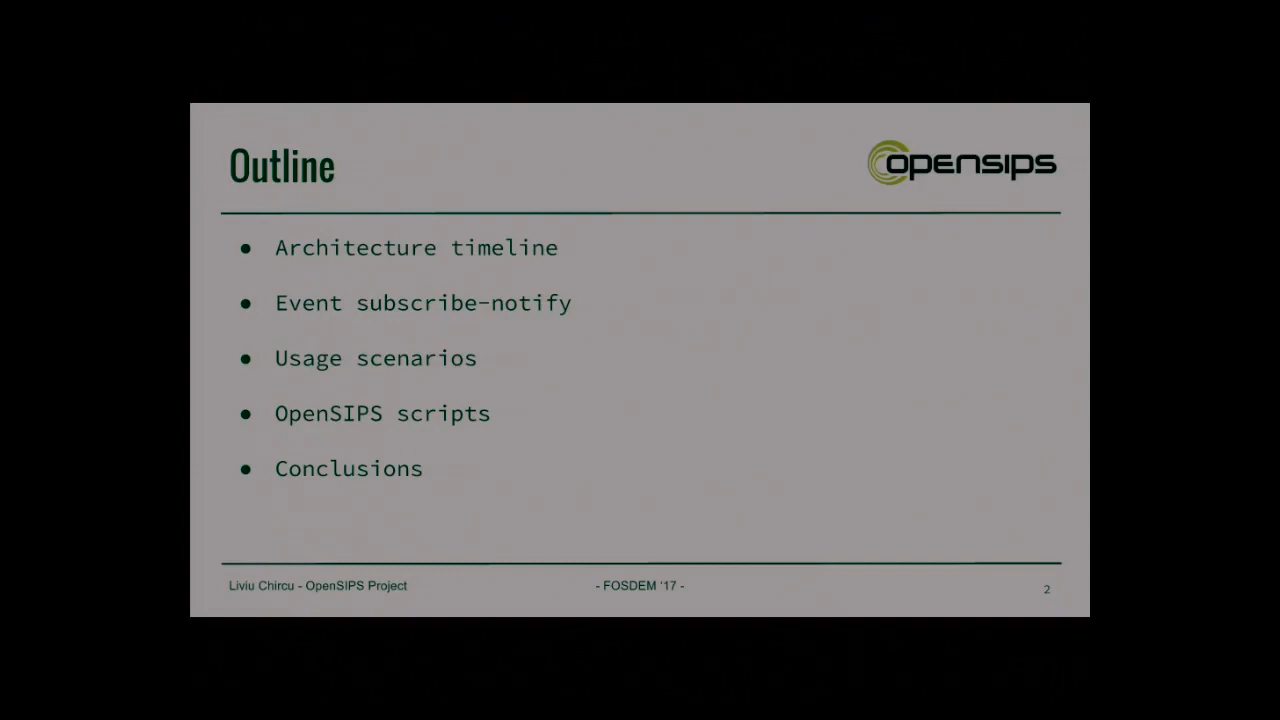 Outline
opensips
● Architecture timeline
● Event subscribe-notify
● Usage scenarios
● OpenSIPS scripts
● Conclusions
Liviu Chircu - OpenSIPS Project
- FOSDEM ‘17 -
2